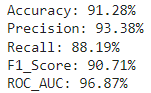 Accuracy: 91.28%
Precision: 93.38%
Recall: 88.19%
F1_Score: 90.71%
ROC_AUC: 96.87%